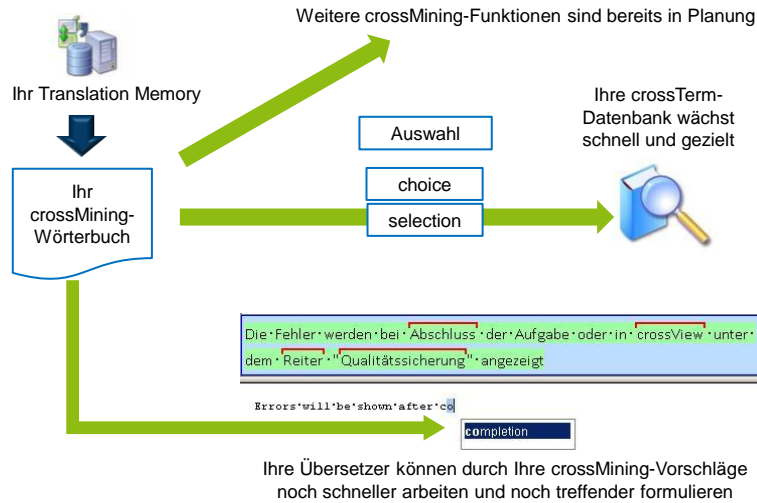 Weitere crossMining-Funktionen sind bereits in Planung
Ihr Translation Memory
Ihre crossTerm-
Datenbank wächst
schnell und gezielt
Auswahl
Ihr
crossMining-
Wörterbuch
choice
selection
Die·Fehler·werden·bei·Abschluss·der·Aufgabe·oder·in·crossView·unter·
dem·Reiter·"Qualitätssicherung"·angezeigt
Errors·will·be·shown·after·co
completion
Ihre Übersetzer können durch Ihre crossMining-Vorschläge
noch schneller arbeiten und noch treffender formulieren